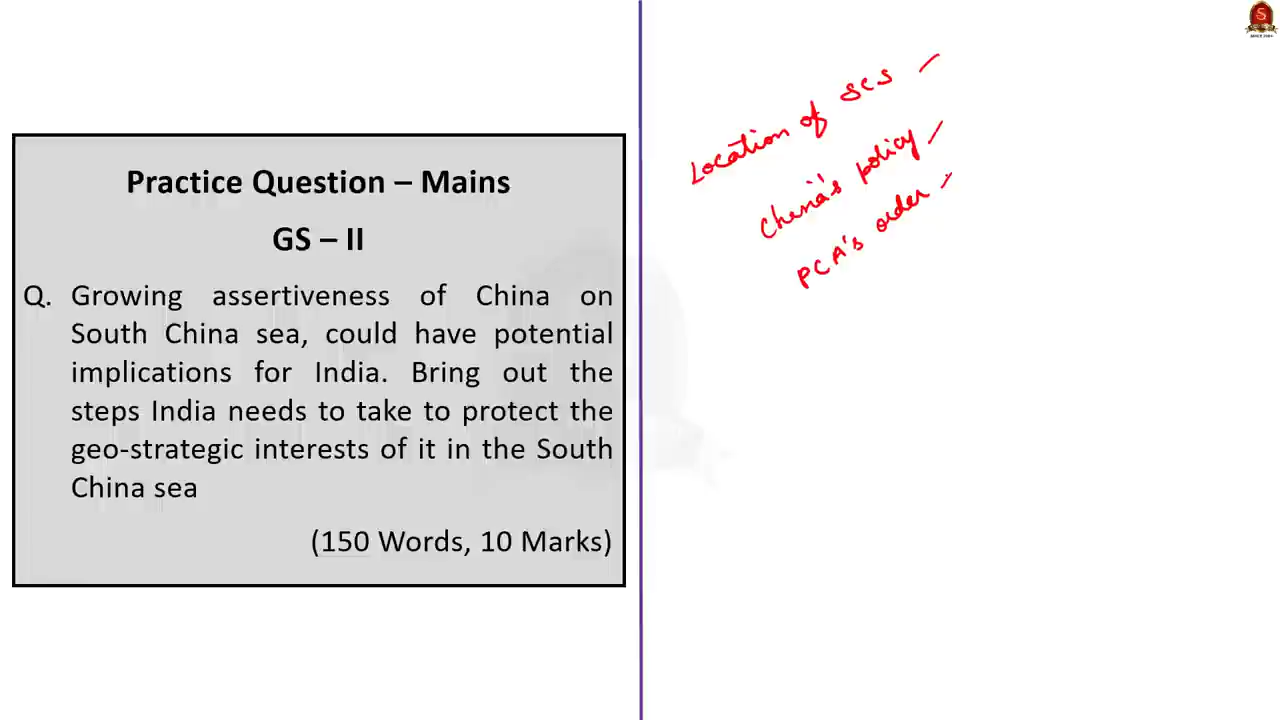 Practice Question – Mains
GS – II
Q. Growing assertiveness of China on
South China sea, could have potential
implications for India. Bring out the
steps India needs to take to protect the
geo-strategic interests of it in the South
China sea
(150 Words, 10 Marks)
Location of SCS –
China's policy –
PCA's order –